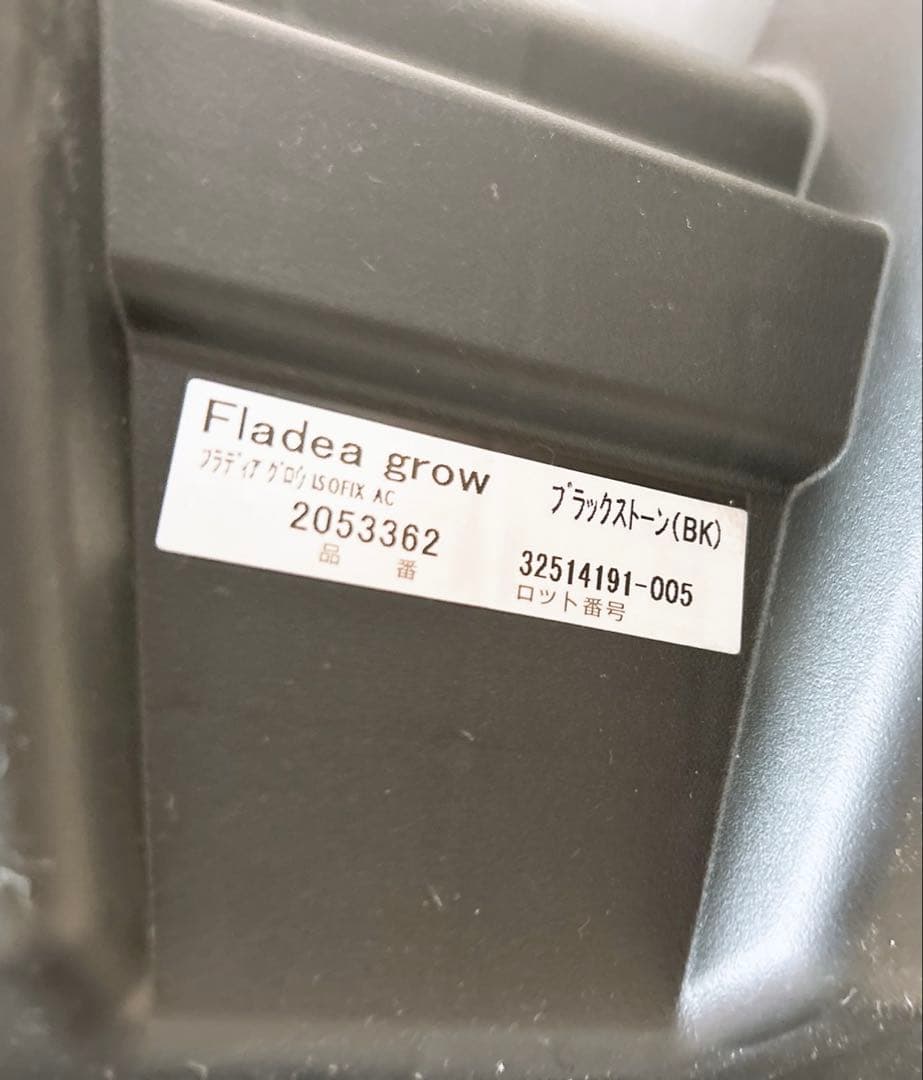 Fladea grow
フラディア グロウ ISOFIX AC
ブラックストーン(BK)
2053362
品 番
32514191-005
ロット番号